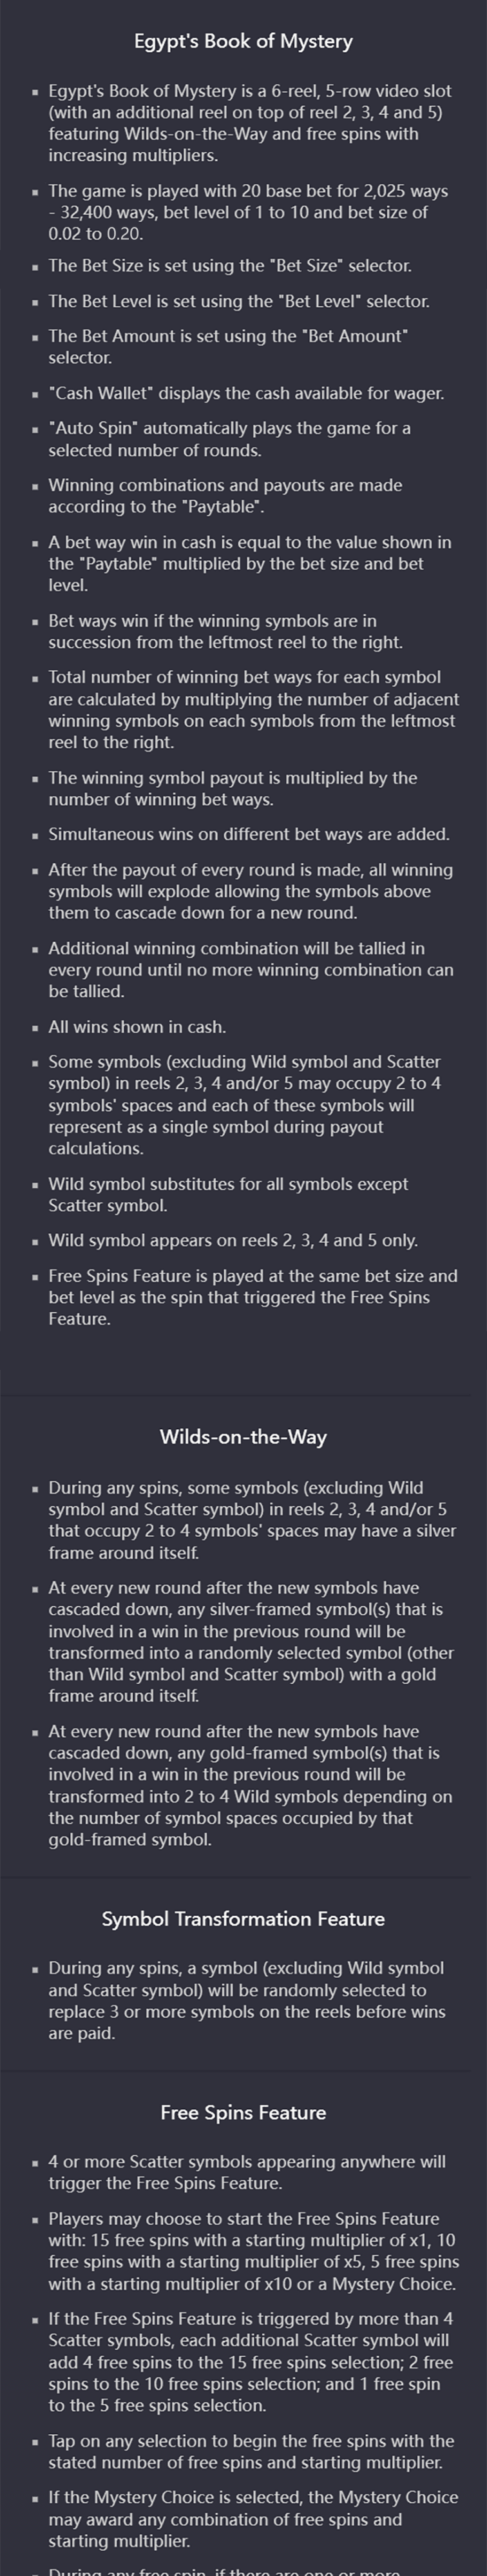 Egypt's Book of Mystery
▪ Egypt's Book of Mystery is a 6-reel, 5-row video slot
(with an additional reel on top of reel 2, 3, 4 and 5)
featuring Wilds-on-the-Way and free spins with
increasing multipliers.
▪ The game is played with 20 base bet for 2,025 ways
- 32,400 ways, bet level of 1 to 10 and bet size of
0.02 to 0.20.
▪ The Bet Size is set using the "Bet Size" selector.
▪ The Bet Level is set using the "Bet Level" selector.
▪ The Bet Amount is set using the "Bet Amount"
selector.
▪ "Cash Wallet" displays the cash available for wager.
▪ "Auto Spin" automatically plays the game for a
selected number of rounds.
▪ Winning combinations and payouts are made
according to the "Paytable".
▪ A bet way win in cash is equal to the value shown in
the "Paytable" multiplied by the bet size and bet
level.
▪ Bet ways win if the winning symbols are in
succession from the leftmost reel to the right.
▪ Total number of winning bet ways for each symbol
are calculated by multiplying the number of adjacent
winning symbols on each symbols from the leftmost
reel to the right.
▪ The winning symbol payout is multiplied by the
number of winning bet ways.
▪ Simultaneous wins on different bet ways are added.
▪ After the payout of every round is made, all winning
symbols will explode allowing the symbols above
them to cascade down for a new round.
▪ Additional winning combination will be tallied in
every round until no more winning combination can
be tallied.
▪ All wins shown in cash.
▪ Some symbols (excluding Wild symbol and Scatter
symbol) in reels 2, 3, 4 and/or 5 may occupy 2 to 4
symbols' spaces and each of these symbols will
represent as a single symbol during payout
calculations.
▪ Wild symbol substitutes for all symbols except
Scatter symbol.
▪ Wild symbol appears on reels 2, 3, 4 and 5 only.
▪ Free Spins Feature is played at the same bet size and
bet level as the spin that triggered the Free Spins
Feature.
Wilds-on-the-Way
▪ During any spins, some symbols (excluding Wild
symbol and Scatter symbol) in reels 2, 3, 4 and/or 5
that occupy 2 to 4 symbols' spaces may have a silver
frame around itself.
▪ At every new round after the new symbols have
cascaded down, any silver-framed symbol(s) that is
involved in a win in the previous round will be
transformed into a randomly selected symbol (other
than Wild symbol and Scatter symbol) with a gold
frame around itself.
▪ At every new round after the new symbols have
cascaded down, any gold-framed symbol(s) that is
involved in a win in the previous round will be
transformed into 2 to 4 Wild symbols depending on
the number of symbol spaces occupied by that
gold-framed symbol.
Symbol Transformation Feature
▪ During any spins, a symbol (excluding Wild symbol
and Scatter symbol) will be randomly selected to
replace 3 or more symbols on the reels before wins
are paid.
Free Spins Feature
▪ 4 or more Scatter symbols appearing anywhere will
trigger the Free Spins Feature.
▪ Players may choose to start the Free Spins Feature
with: 15 free spins with a starting multiplier of x1, 10
free spins with a starting multiplier of x5, 5 free spins
with a starting multiplier of x10 or a Mystery Choice.
▪ If the Free Spins Feature is triggered by more than 4
Scatter symbols, each additional Scatter symbol will
add 4 free spins to the 15 free spins selection; 2 free
spins to the 10 free spins selection; and 1 free spin
to the 5 free spins selection.
▪ Tap on any selection to begin the free spins with the
stated number of free spins and starting multiplier.
▪ If the Mystery Choice is selected, the Mystery Choice
may award any combination of free spins and
starting multiplier.
▪ During any free spin, if there are one or more